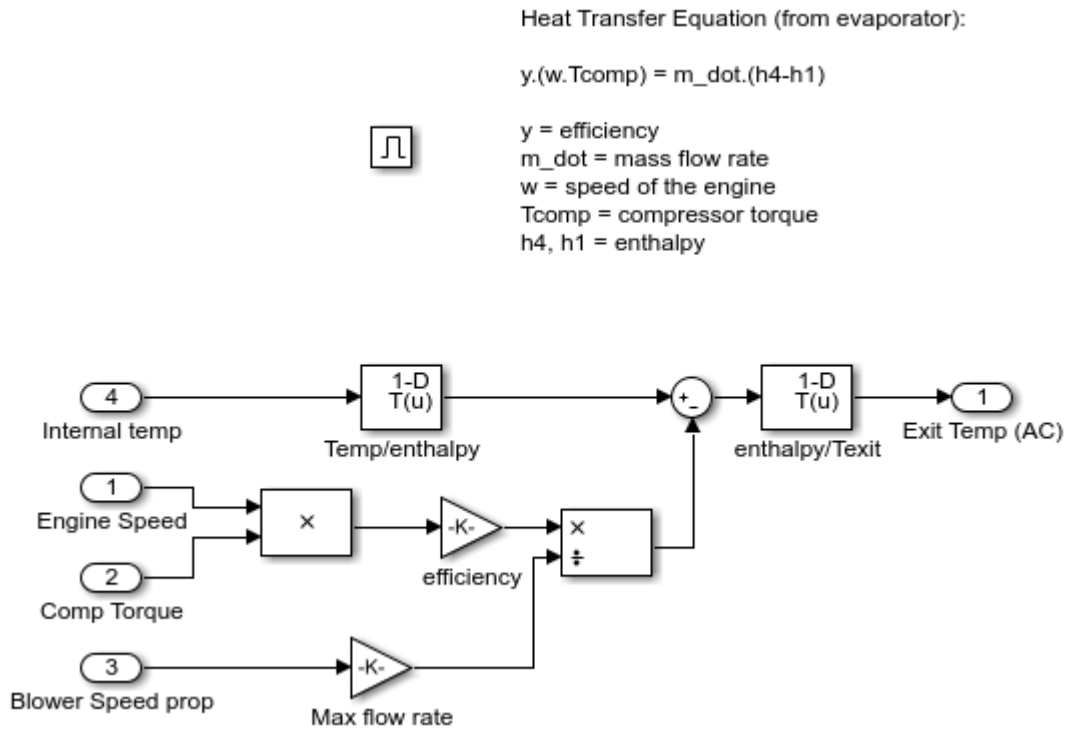 Heat Transfer Equation (from evaporator):
y.(w.Tcomp) = m_dot.(h4-h1)
y = efficiency
m_dot = mass flow rate
w = speed of the engine
Tcomp = compressor torque
h4, h1 = enthalpy
4
Internal temp
1-D
T(u)
Temp/enthalpy
+
-
1-D
T(u)
enthalpy/Texit
1
Exit Temp (AC)
1
Engine Speed
2
Comp Torque
×
-K-
efficiency
×
÷
3
Blower Speed prop
-K-
Max flow rate